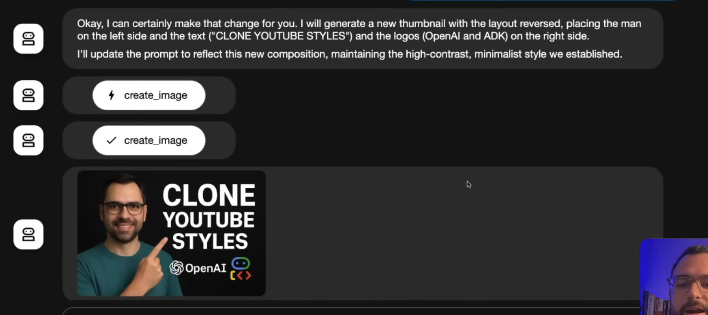 Okay, I can certainly make that change for you. I will generate a new thumbnail with the layout reversed, placing the man
on the left side and the text ("CLONE YOUTUBE STYLES") and the logos (OpenAI and ADK) on the right side.
I'll update the prompt to reflect this new composition, maintaining the high-contrast, minimalist style we established.
create_image
create_image
CLONE
YOUTUBE
STYLES
OpenAI